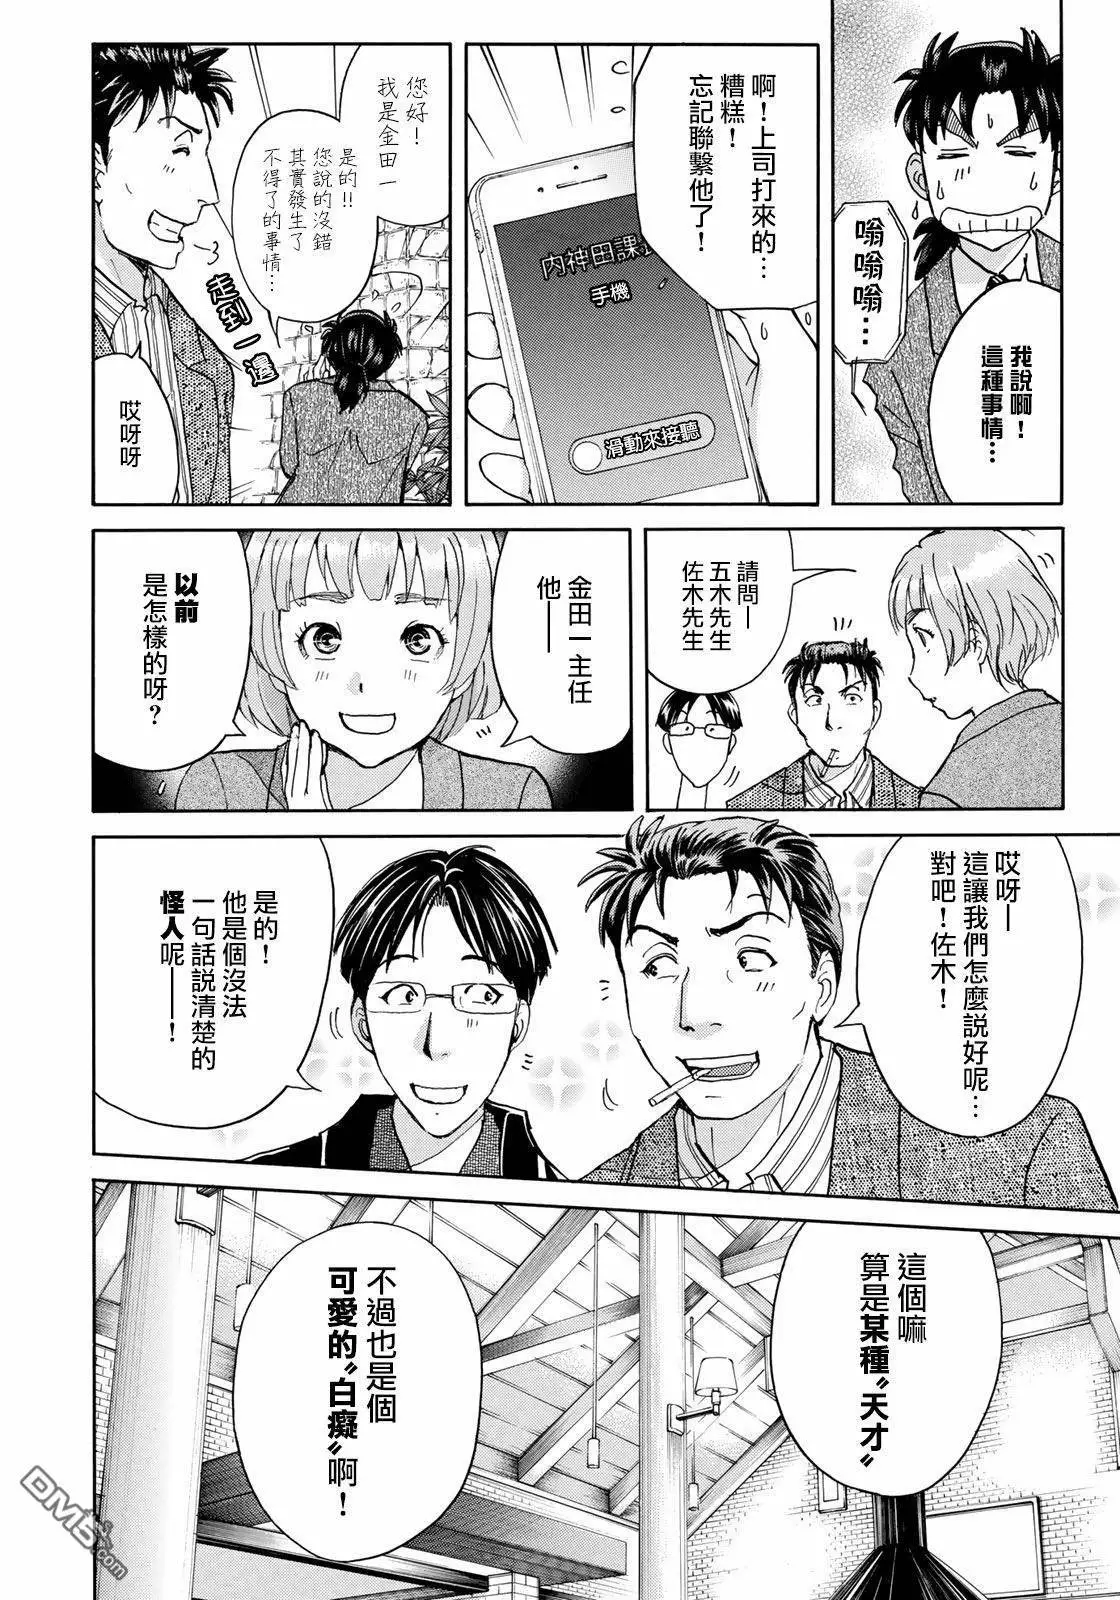 我說啊！
這種事情…
嗡嗡嗡…
啊！上司打來的…
糟糕！
忘記聯繫他了！
內神田課
手機
滑動來接聽
您好！
我是金田一
是的!!
您說的沒錯
其實發生了
不得了的事情…
走到一邊
哎呀
請問—
五木先生
佐木先生
金田一主任
他—
以前
是怎樣的呀？
哎呀—
這讓我們怎麼說好呢…
對吧！佐木！
是的！
他是個沒法
一句話說清楚的
怪人呢——！
這個嘛
算是某種〝天才〞
不過也是個
可愛的〝白癡〞啊！
DM5